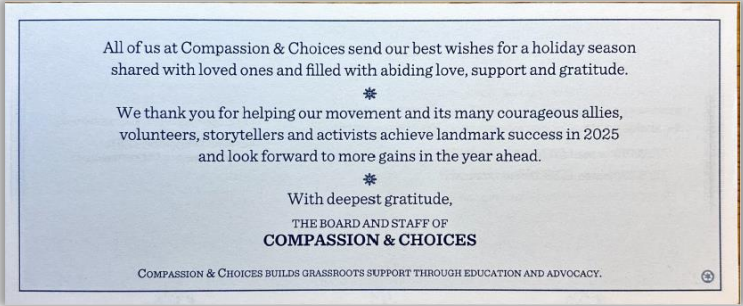 All of us at Compassion & Choices send our best wishes for a holiday season
shared with loved ones and filled with abiding love, support and gratitude.
We thank you for helping our movement and its many courageous allies,
volunteers, storytellers and activists achieve landmark success in 2025
and look forward to more gains in the year ahead.
With deepest gratitude,
THE BOARD AND STAFF OF
COMPASSION & CHOICES
COMPASSION & CHOICES BUILDS GRASSROOTS SUPPORT THROUGH EDUCATION AND ADVOCACY.